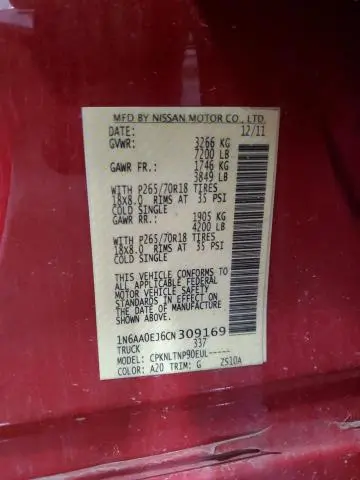 MFD BY NISSAN MOTOR CO., LTD.
DATE: 12/11
GVWR: 3266 KG
7200 LB
GAWR FR.: 1746 KG
3849 LB
WITH P265/70R18 TIRES
18X8.0 RIMS AT 35 PSI
COLD SINGLE
GAWR RR.: 1905 KG
4200 LB
WITH P265/70R18 TIRES
18X8.0 RIMS AT 35 PSI
COLD SINGLE
THIS VEHICLE CONFORMS TO ALL
APPLICABLE FEDERAL
MOTOR VEHICLE SAFETY
STANDARDS IN EFFECT ON
THE DATE OF MANUFACTURE
SHOWN ABOVE.
1N6AA0EJ6CN309169
TRUCK 337
MODEL: CPKNLTNP90EUL-----
COLOR: A20 TRIM: G ZS10A